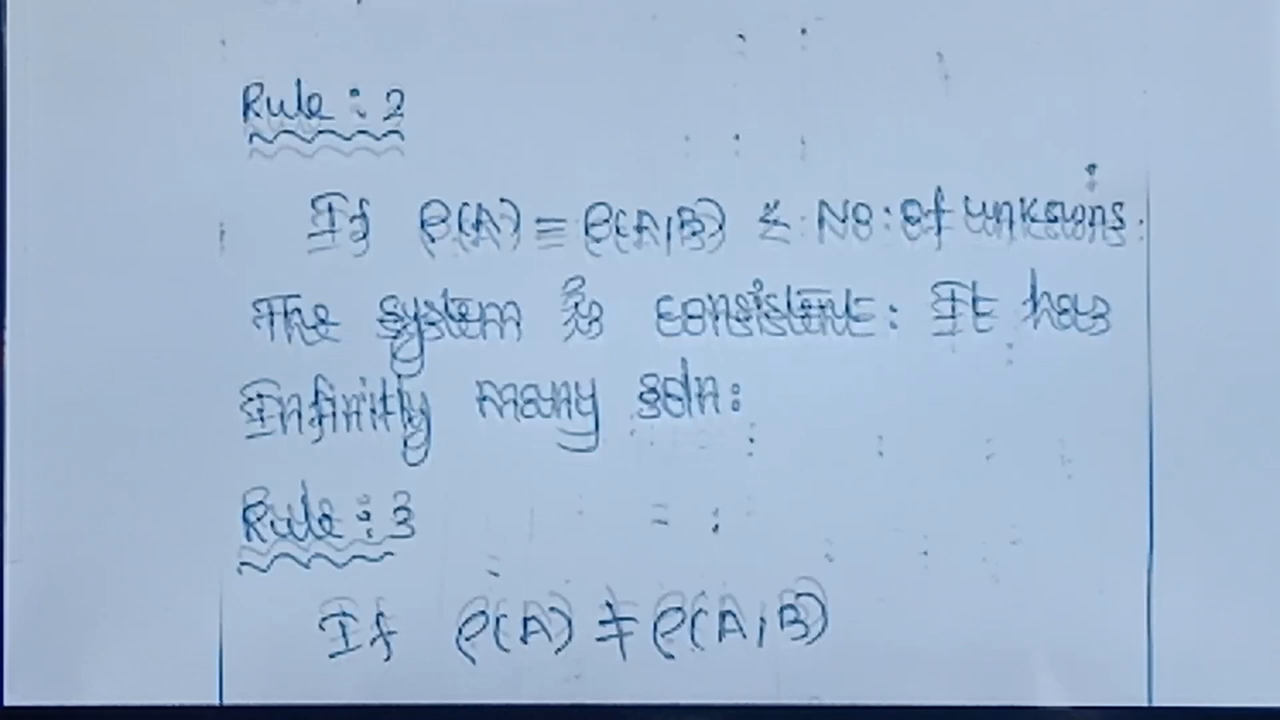 Rule : 2
If ρ(A) = ρ(A,B) < No. of unknowns.
The system is consistent. It has
Infinitly many soln.
Rule : 3
If ρ(A) ≠ ρ(A,B)